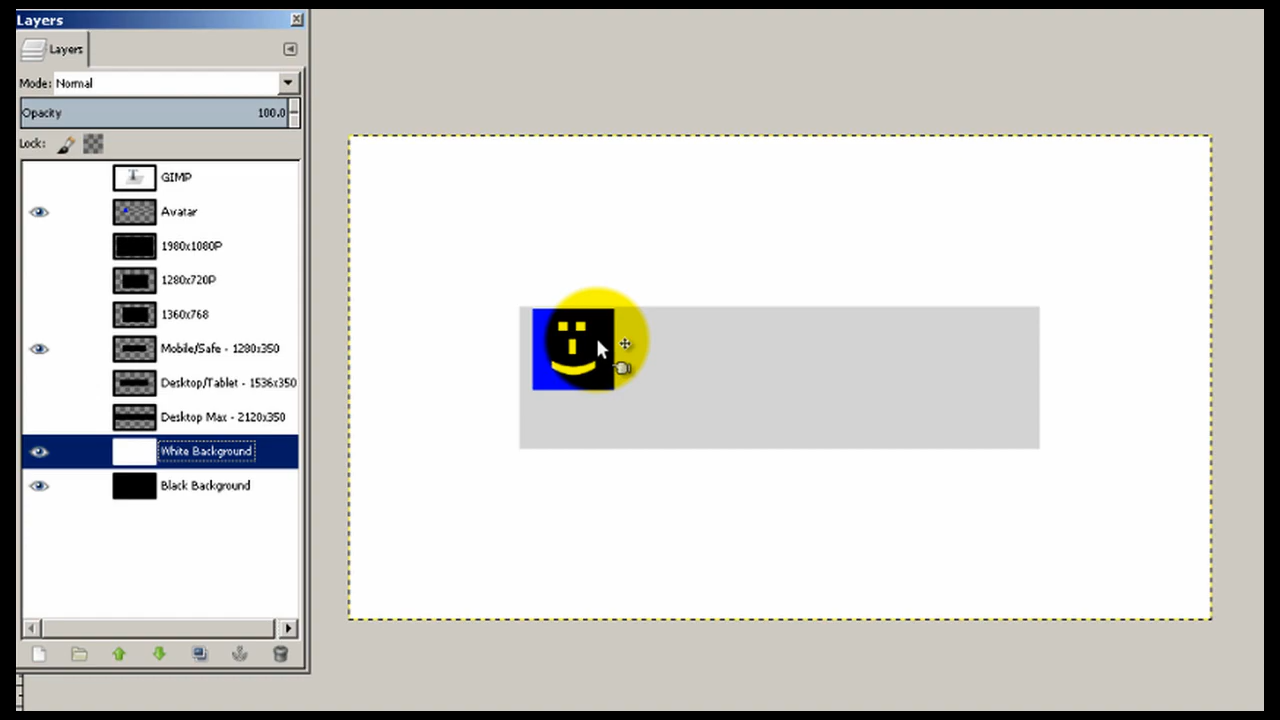 Layers
Layers
Mode: Normal
Opacity 100.0
Lock:
GIMP
Avatar
1980x1080P
1280x720P
1360x768
Mobile/Safe - 1280x350
Desktop/Tablet - 1536x350
Desktop Max - 2120x350
White Background
Black Background